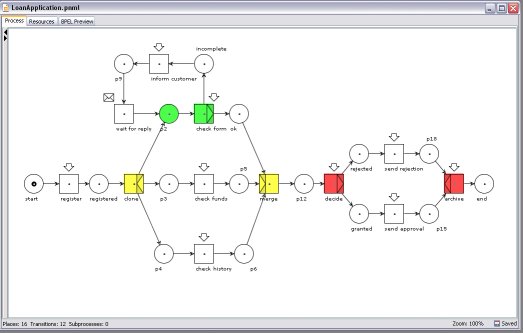 LoanApplication.pnml
Process Resources BPEL Preview
incomplete
p9 inform customer
wait for reply p2 check form ok
p5 p18
start register registered clone p3 check funds merge p12 decide rejected send rejection archive end
granted send approval p19
p4 check history p6
Places: 16 Transitions: 12 Subprocesses: 0 Zoom: 100% Saved